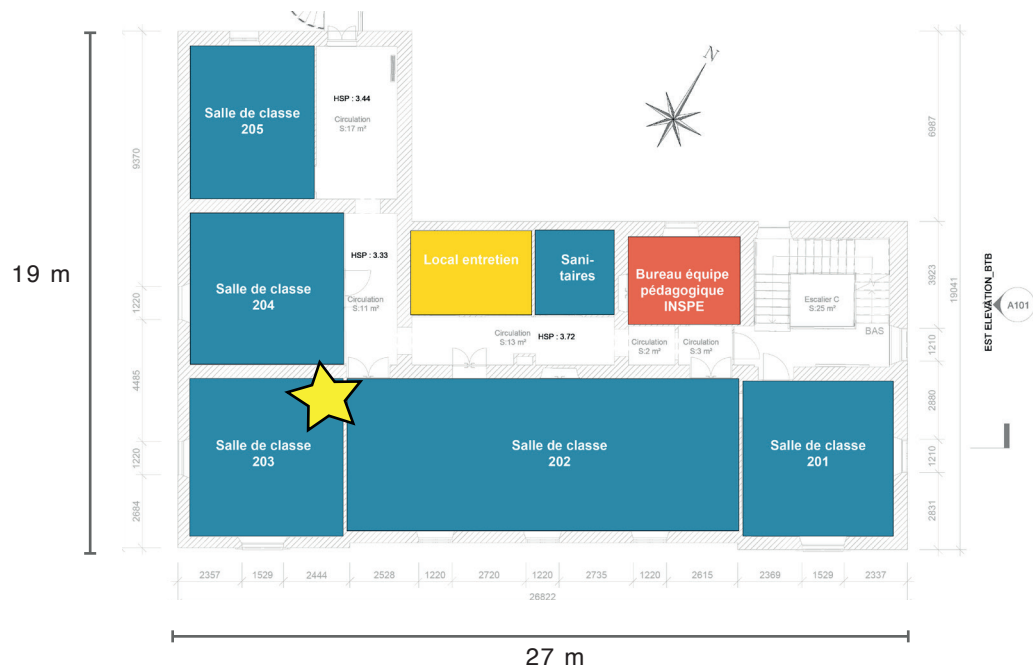 N
Salle de classe
205
HSP : 3.44
Circulation
S:17 m²
9370
6987
19 m
Salle de classe
204
HSP : 3.33
Circulation
S:11 m²
Local entretien
Sani-
taires
Bureau équipe
pédagogique
INSPE
Escalier C
S:25 m²
BAS
Circulation
S:13 m²
HSP : 3.72
Circulation
S:2 m²
Circulation
S:3 m²
1220
4485
1220
2684
3923
1210
2880
1210
2831
19041
EST ELEVATION_BTB
A101
Salle de classe
203
Salle de classe
202
Salle de classe
201
2357 1529 2444 2528 1220 2720 1220 2735 1220 2615 2369 1529 2337
26822
27 m